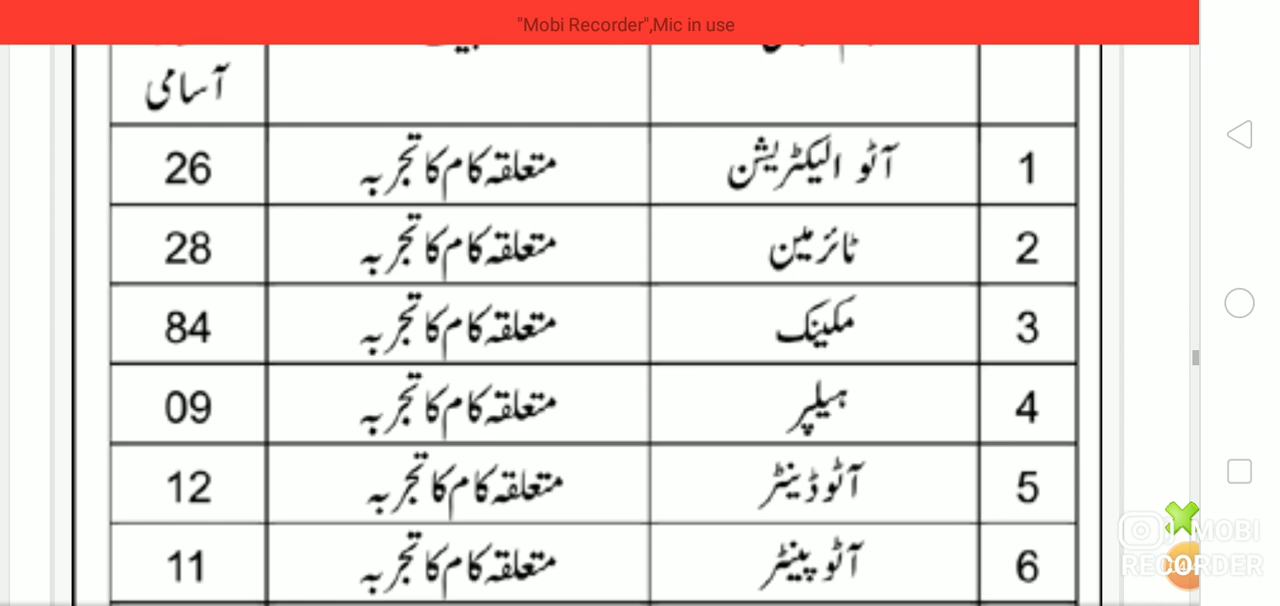 "Mobi Recorder",Mic in use
آسامی
1 آٹو الیکٹریشن متعلقہ کام کا تجربہ 26
2 ٹائر مین متعلقہ کام کا تجربہ 28
3 مکینک متعلقہ کام کا تجربہ 84
4 ہیلپر متعلقہ کام کا تجربہ 09
5 آٹو ڈینٹر متعلقہ کام کا تجربہ 12
6 آٹو پینٹر متعلقہ کام کا تجربہ 11
MOBI
RECORDER